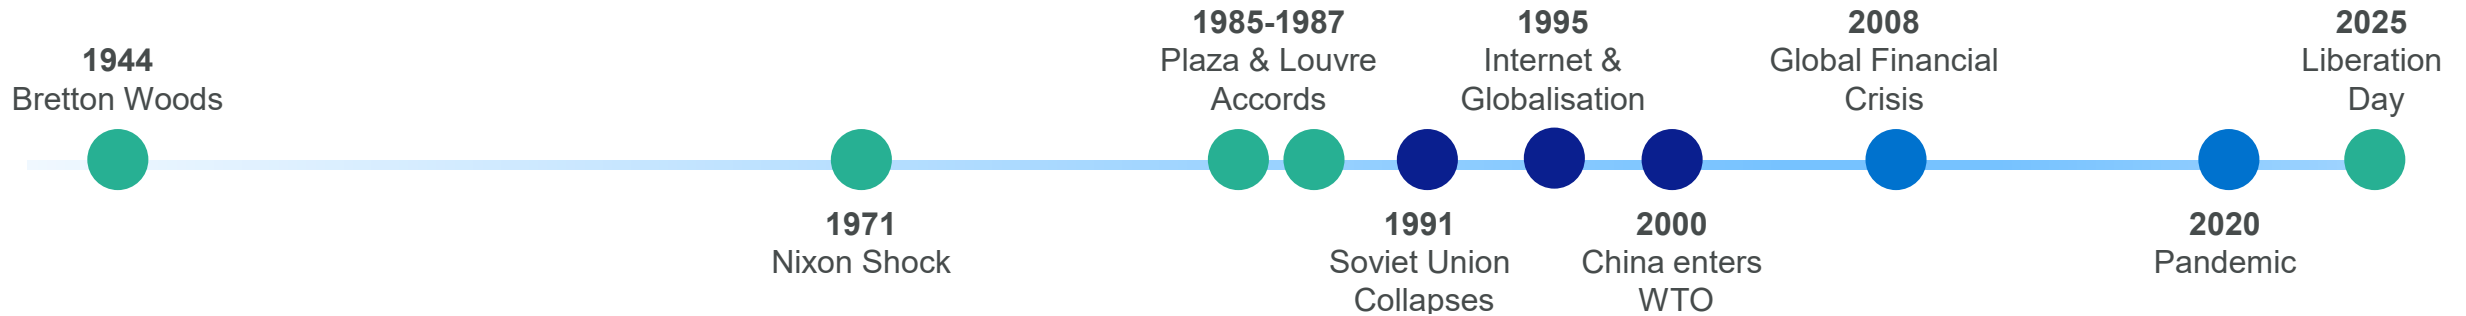 1944
Bretton Woods
1971
Nixon Shock
1985-1987
Plaza & Louvre
Accords
1991
Soviet Union
Collapses
1995
Internet &
Globalisation
2000
China enters
WTO
2008
Global Financial
Crisis
2020
Pandemic
2025
Liberation
Day